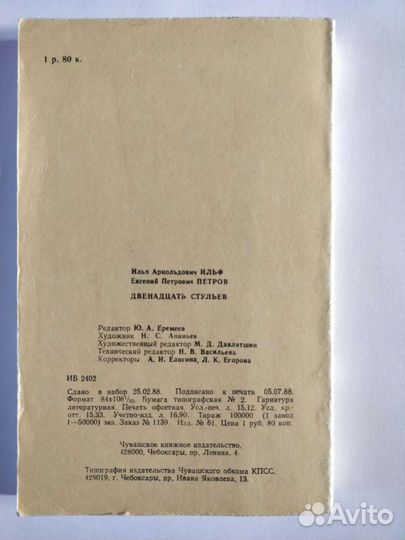 1 р. 80 к.
Илья Арнольдович ИЛЬФ
Евгений Петрович ПЕТРОВ
ДВЕНАДЦАТЬ СТУЛЬЕВ
Редактор Ю. А. Еремеев
Художник Н. С. Ананьев
Художественный редактор М. Д. Давлятшин
Технический редактор Н. В. Васильева
Корректоры А. И. Елисина, Л. К. Егорова
ИБ 2402
Сдано в набор 25.02.88. Подписано к печать 05.07.88.
Формат 84х108¹/₃₂. Бумага типографская № 2. Гарнитура
литературная. Печать офсетная. Усл.-печ. л. 15,12. Усл. кр.-
отт. 15,33. Учетно-изд. л. 16,90. Тираж 100000 (1 завод
1—50000) экз. Заказ № 1139. Изд. № 61. Цена 1 руб. 80 коп.
Чувашское книжное издательство,
428000, Чебоксары, пр. Ленина, 4.
Типография издательства Чувашского обкома КПСС,
428019, г. Чебоксары, пр. Ивана Яковлева, 13.
Avito